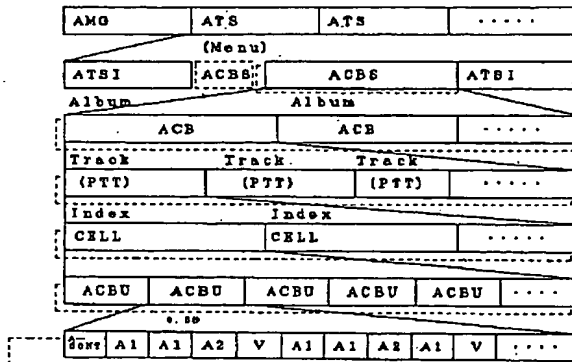 AMG ATS ATS .....
(Menu)
ATSI ACBS ACBS ATSI
Album Album
ACB ACB .....
Track Track Track
(PTT) (PTT) (PTT) .....
Index Index
CELL CELL .....
ACBU ACBU ACBU ACBU ACBU ....
A1 A1 A2 V A1 A1 A2 A1 V ....